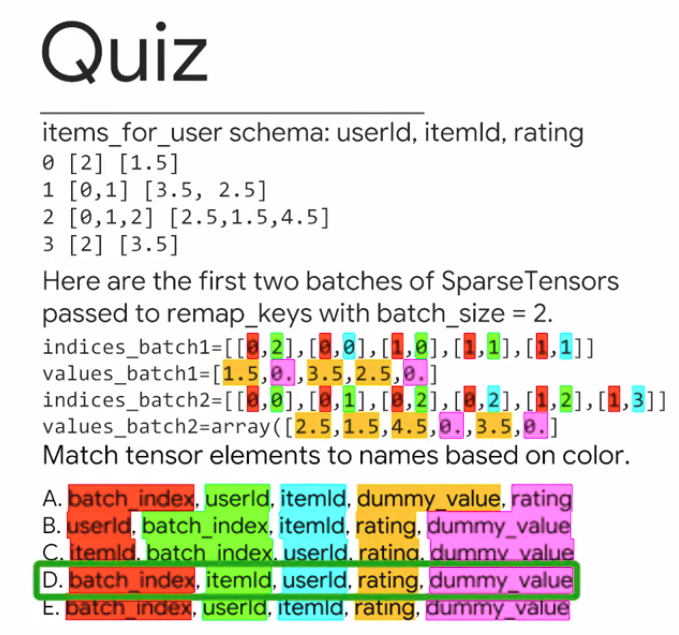 Quiz
items_for_user schema: userId, itemId, rating
0 [2] [1.5]
1 [0,1] [3.5, 2.5]
2 [0,1,2] [2.5,1.5,4.5]
3 [2] [3.5]
Here are the first two batches of SparseTensors
passed to remap_keys with batch_size = 2.
indices_batch1=[[0,2],[0,0],[1,0],[1,1],[1,1]]
values_batch1=[1.5,0.,3.5,2.5,0.]
indices_batch2=[[0,0],[0,1],[0,2],[0,2],[1,2],[1,3]]
values_batch2=array([2.5,1.5,4.5,0.,3.5,0.]
Match tensor elements to names based on color.
A. batch_index, userId, itemId, dummy_value, rating
B. userId, batch_index, itemId, rating, dummy_value
C. itemId, batch_index, userId, rating, dummy_value
D. batch_index, itemId, userId, rating, dummy_value
E. batch_index, userId, itemId, rating, dummy_value